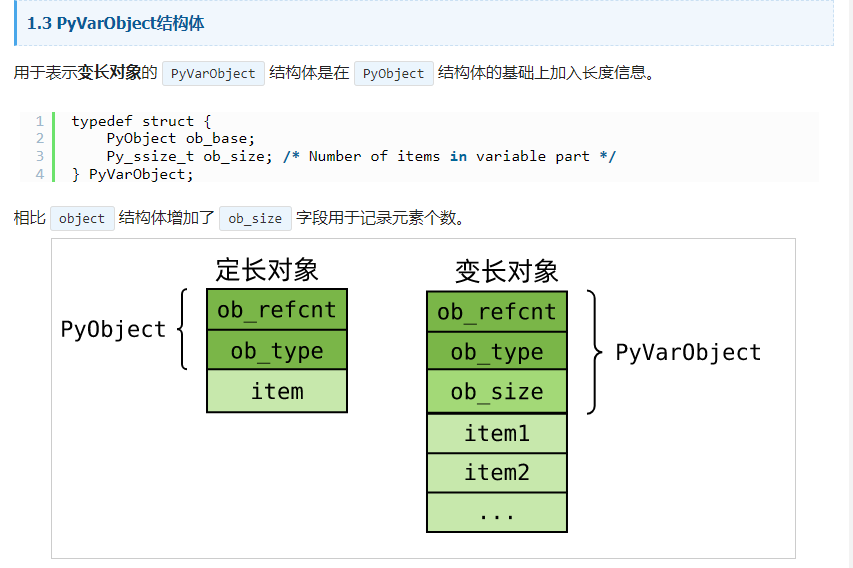 1.3 PyVarObject结构体
用于表示变长对象的 PyVarObject 结构体是在 PyObject 结构体的基础上加入长度信息。
1 typedef struct {
2     PyObject ob_base;
3     Py_ssize_t ob_size; /* Number of items in variable part */
4 } PyVarObject;
相比 object 结构体增加了 ob_size 字段用于记录元素个数。
定长对象
PyObject
ob_refcnt
ob_type
item
变长对象
ob_refcnt
ob_type
ob_size
item1
item2
...
PyVarObject